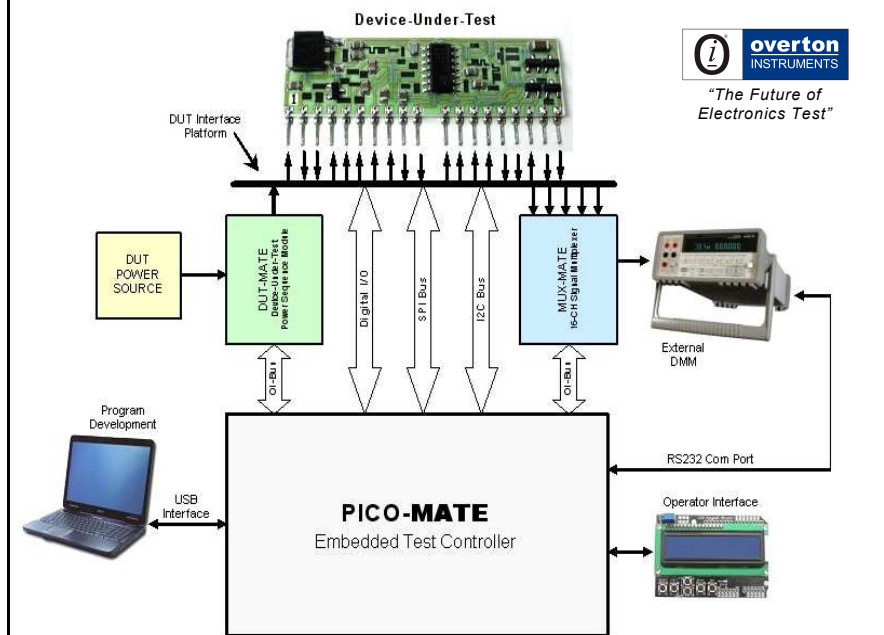 Device-Under-Test
i
overton
INSTRUMENTS
“The Future of
Electronics Test”
1
DUT Interface
Platform
DUT
POWER
SOURCE
DUT-MATE
Device-Under-Test
Power Sequence Module
Digital I/O
SPI Bus
I2C Bus
MUX-MATE
16-CH Signal Multiplexer
External
DMM
OI-Bus
OI-Bus
Program
Development
RS232 Com Port
USB
Interface
PICO-MATE
Embedded Test Controller
Operator Interface